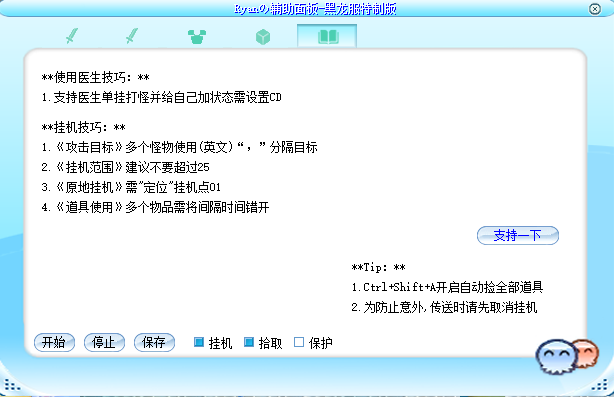 Ryanの辅助面板-黑龙服特制版
**使用医生技巧：**
1.支持医生单挂打怪并给自己加状态需设置CD
**挂机技巧：**
1.《攻击目标》多个怪物使用(英文)“，”分隔目标
2.《挂机范围》建议不要超过25
3.《原地挂机》需"定位"挂机点01
4.《道具使用》多个物品需将间隔时间错开
支持一下
**Tip：**
1.Ctrl+Shift+A开启自动捡全部道具
2.为防止意外,传送时请先取消挂机
开始 停止 保存 挂机 拾取 保护